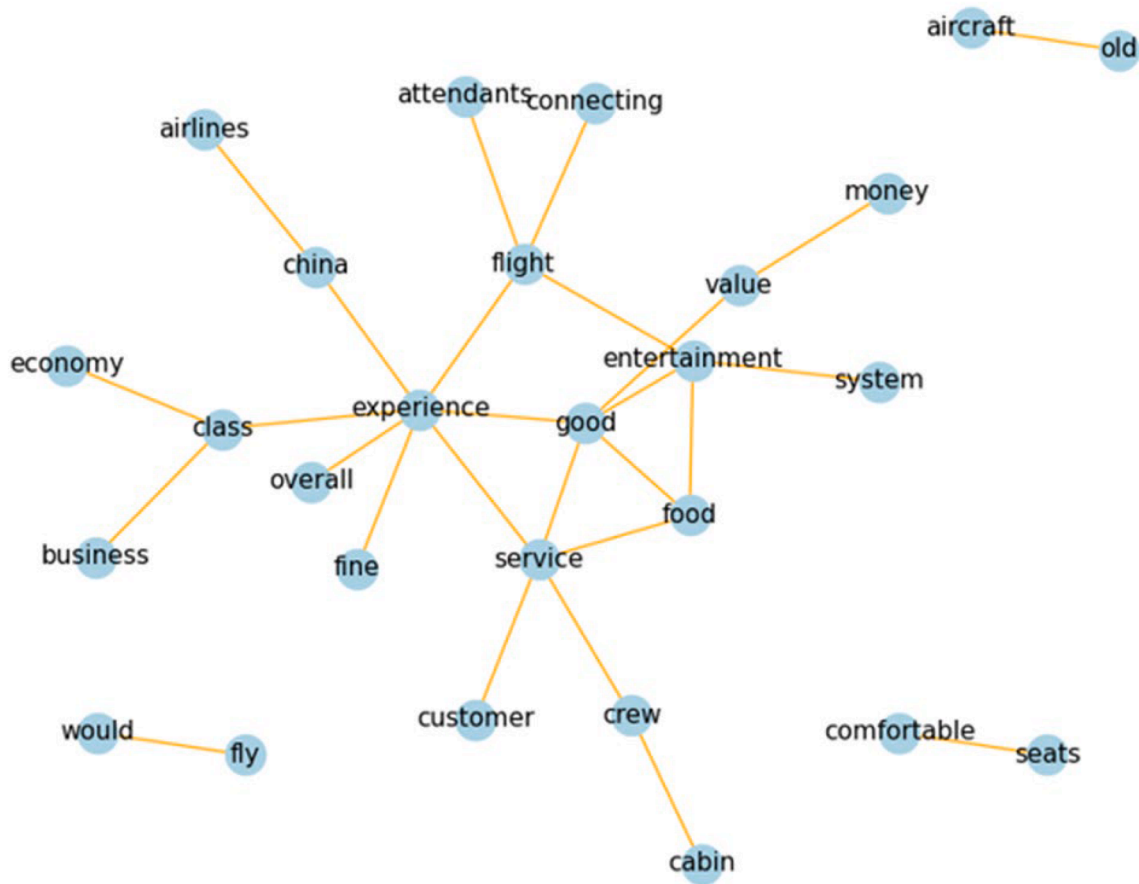 aircraft
old
attendants
connecting
airlines
money
china
flight
value
economy
entertainment
system
class
experience
good
overall
food
business
fine
service
would
fly
customer
crew
comfortable
seats
cabin